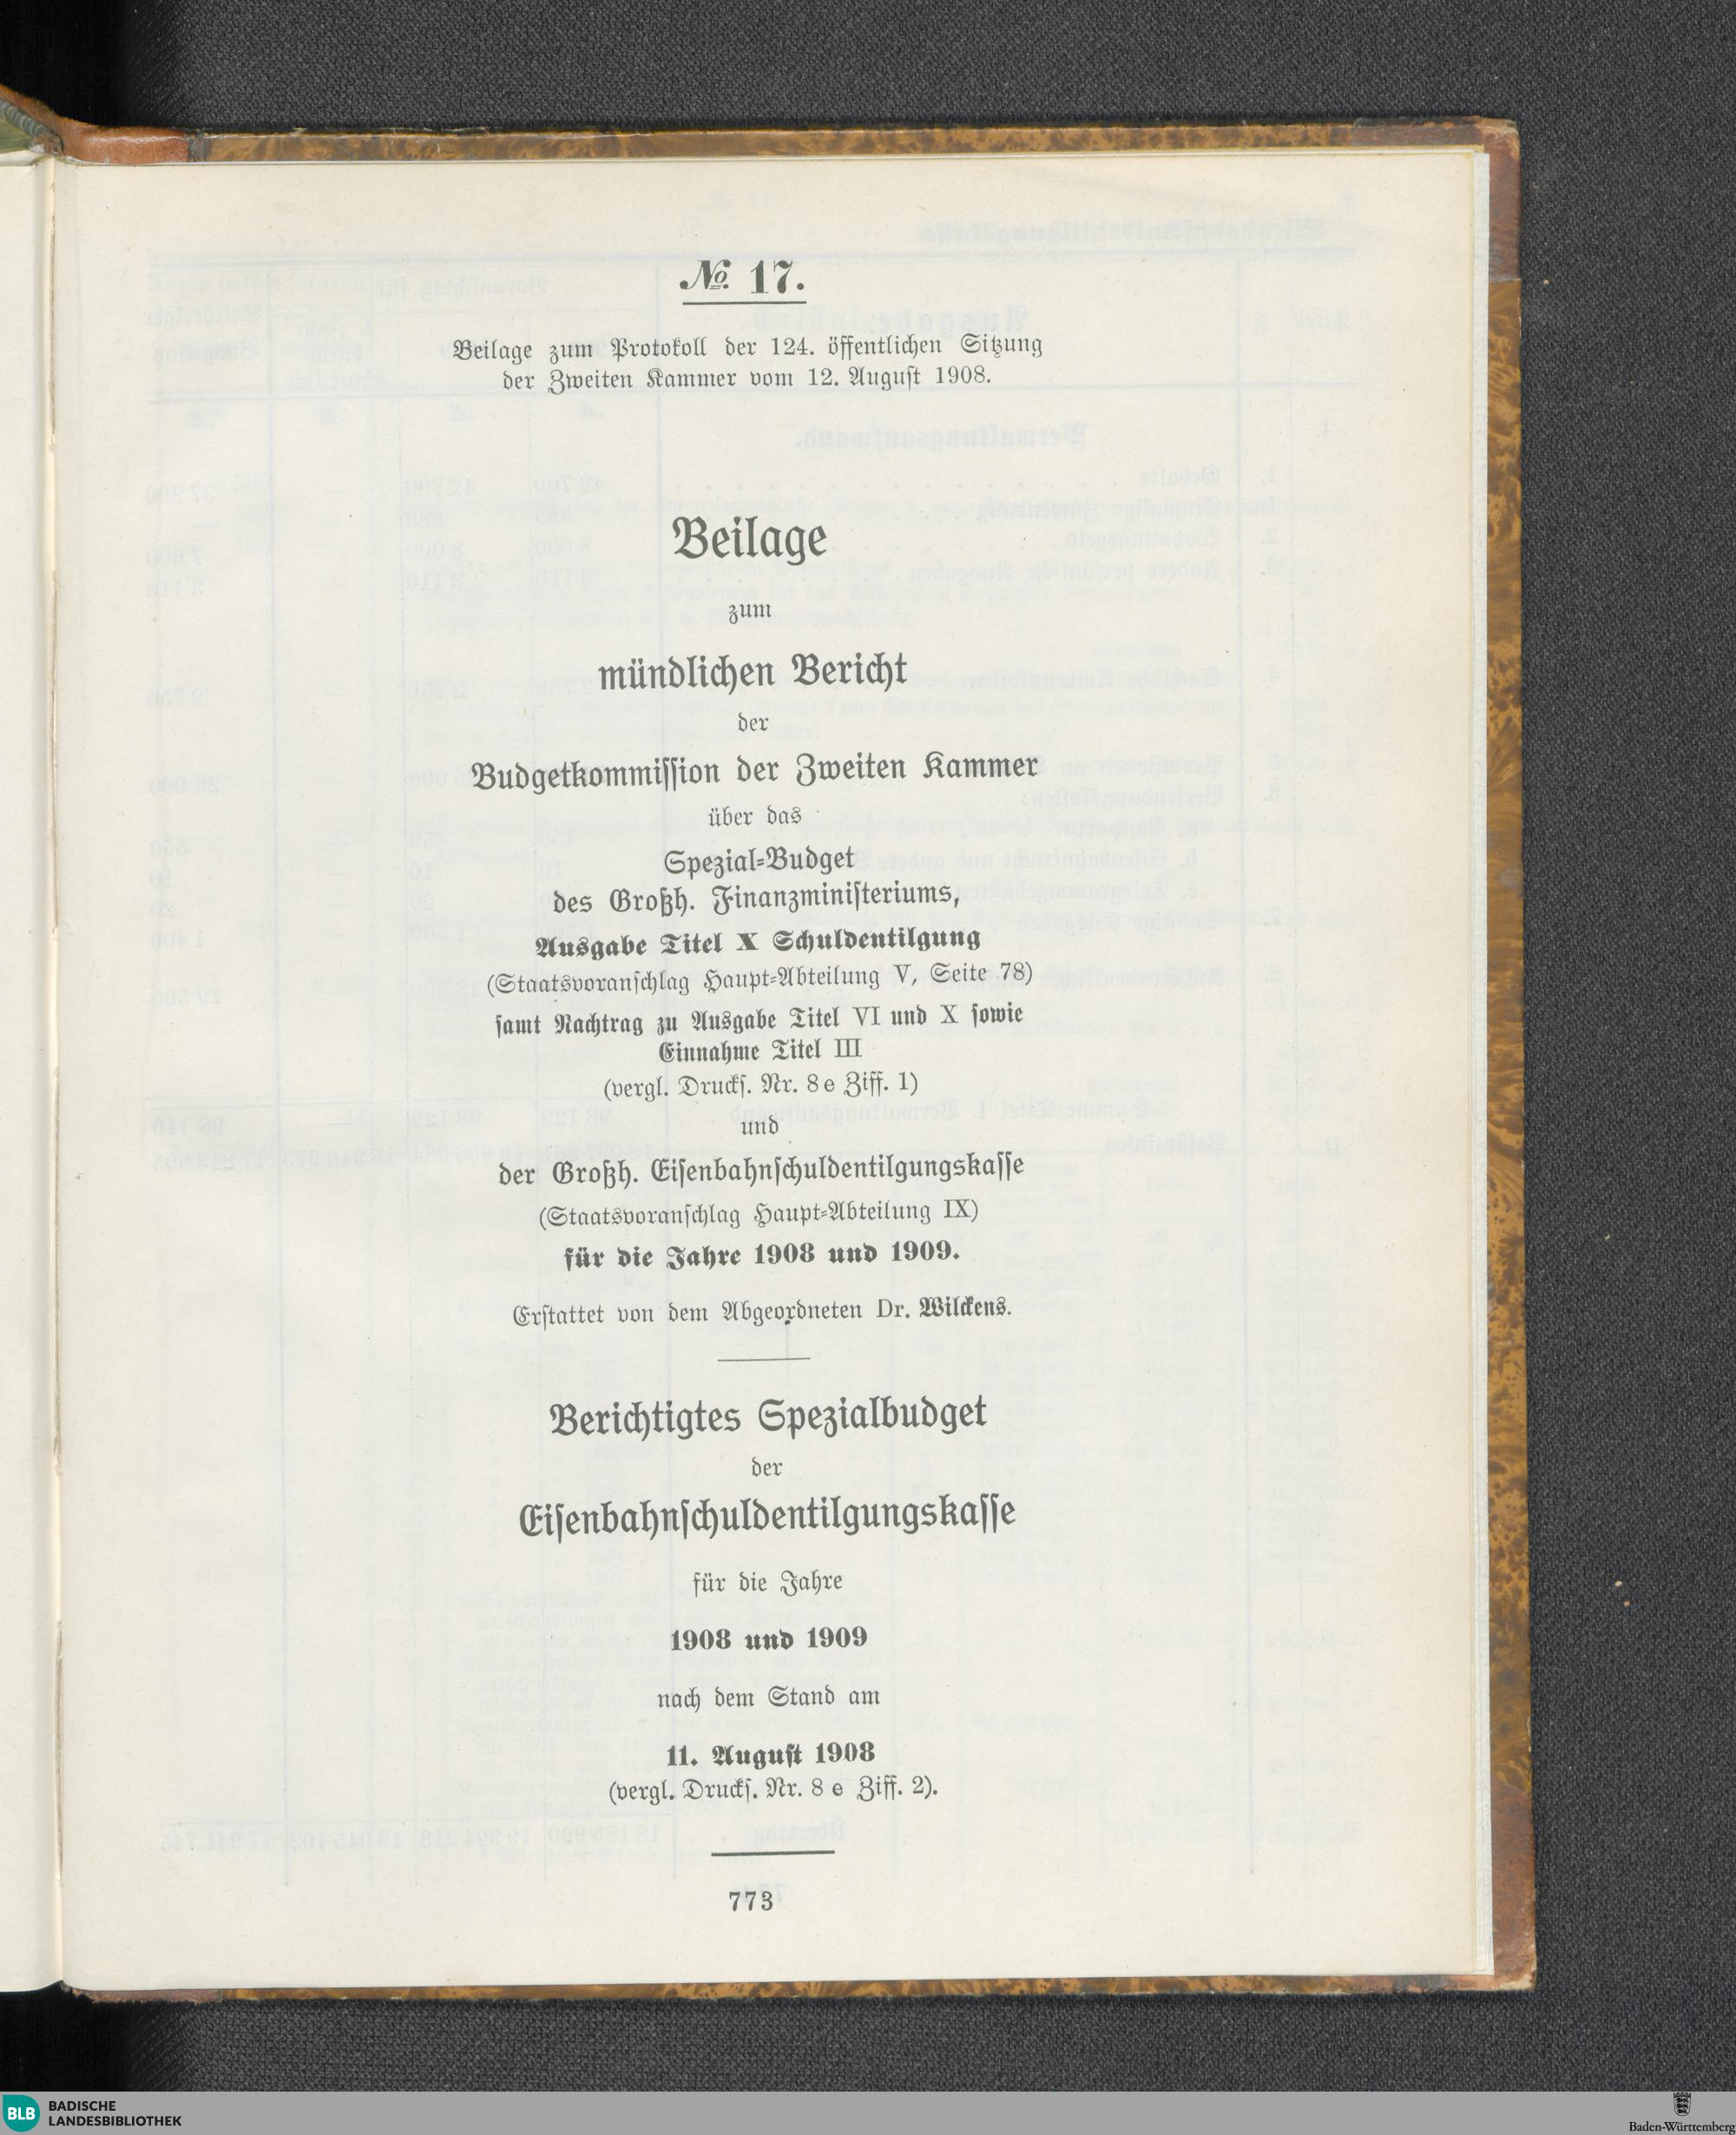 № 17.
Beilage zum Protokoll der 124. öffentlichen Sitzung
der Zweiten Kammer vom 12. Auguſt 1908.
Beilage
zum
mündlichen Bericht
der
Budgetkommiſſion der Zweiten Kammer
über das
Spezial-Budget
des Großh. Finanzminiſteriums,
Ausgabe Titel X Schuldentilgung
(Staatsvoranſchlag Haupt-Abteilung V, Seite 78)
ſamt Nachtrag zu Ausgabe Titel VI und X ſowie
Einnahme Titel III
(vergl. Druckſ. Nr. 8 e Ziff. 1)
und
der Großh. Eiſenbahnſchuldentilgungskaſſe
(Staatsvoranſchlag Haupt-Abteilung IX)
für die Jahre 1908 und 1909.
Erſtattet von dem Abgeordneten Dr. Wilckens.
Berichtigtes Spezialbudget
der
Eiſenbahnſchuldentilgungskaſſe
für die Jahre
1908 und 1909
nach dem Stand am
11. Auguſt 1908
(vergl. Druckſ. Nr. 8 e Ziff. 2).
773
BLB BADISCHE
LANDESBIBLIOTHEK
Baden-Württemberg